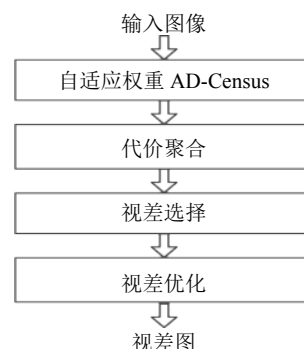 输入图像
自适应权重 AD-Census
代价聚合
视差选择
视差优化
视差图